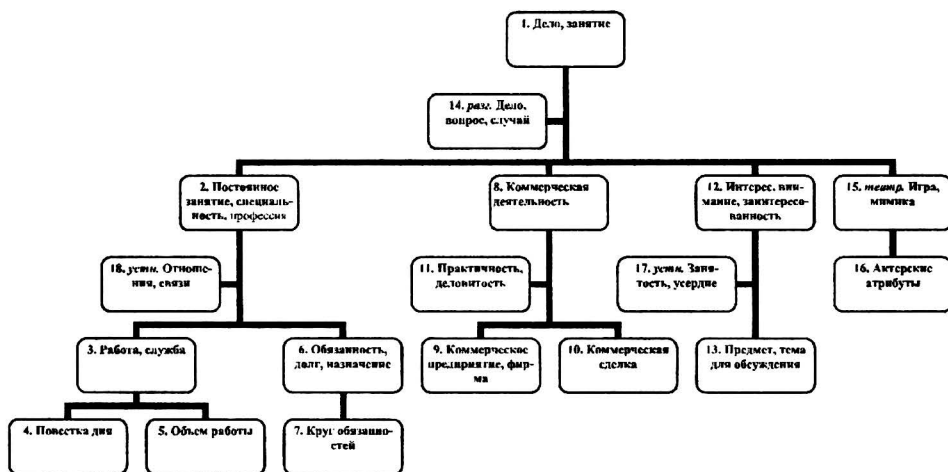 1. Дело, занятие
14. разг. Дело,
вопрос, случай
2. Постоянное
занятие, специаль-
ность, профессия
8. Коммерческая
деятельность
12. Интерес, вни-
мание, заинтересо-
ванность
15. театр. Игра,
мимика
18. устн. Отноше-
ния, связи
11. Практичность,
деловитость
17. устн. Заня-
тость, усердие
16. Актерские
атрибуты
3. Работа, служба
6. Обязанность,
долг, назначение
9. Коммерческое
предприятие, фир-
ма
10. Коммерческая
сделка
13. Предмет, тема
для обсуждения
4. Повестка дня
5. Объем работы
7. Круг обязанно-
стей